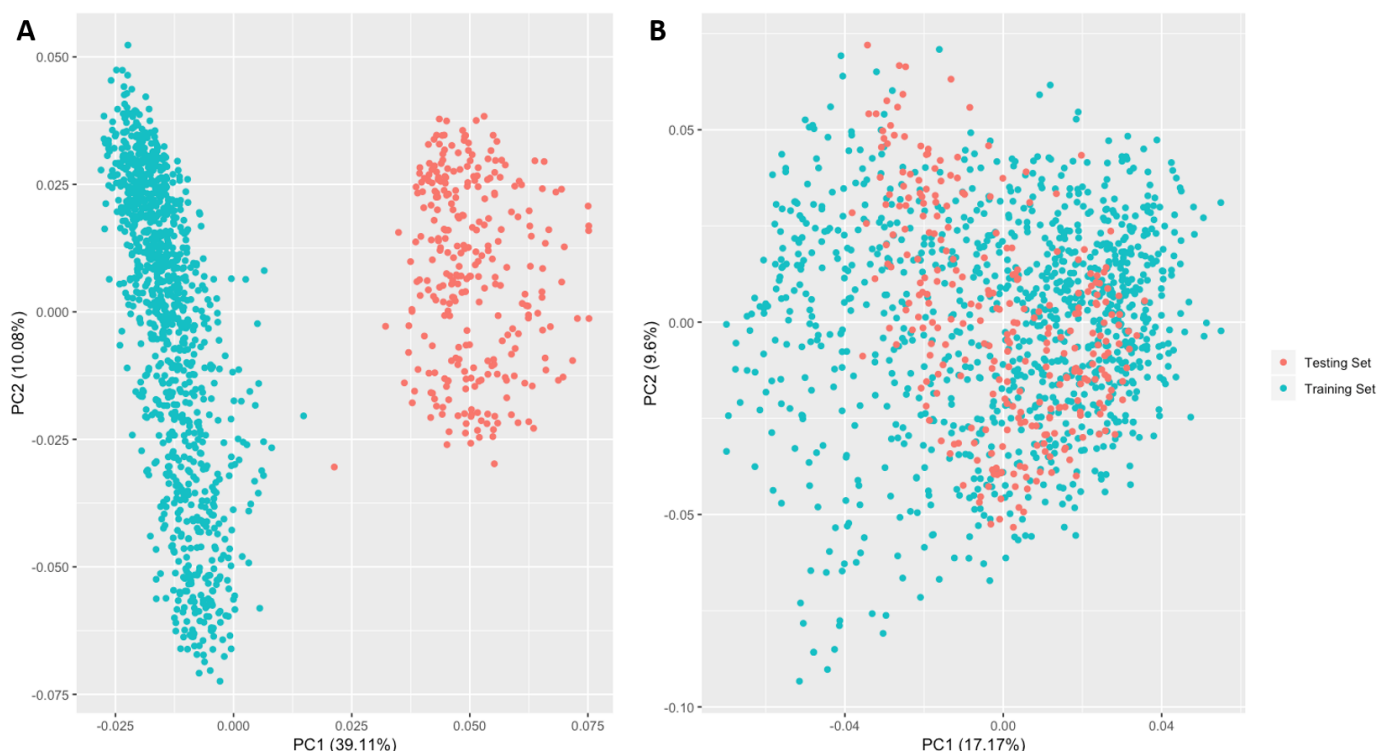 A
0.050
0.025
0.000
-0.025
-0.050
-0.075
PC2 (10.08%)
-0.025
0.000
0.025
0.050
0.075
PC1 (39.11%)
B
0.05
0.00
-0.05
-0.10
PC2 (9.6%)
-0.04
0.00
0.04
PC1 (17.17%)
Testing Set
Training Set